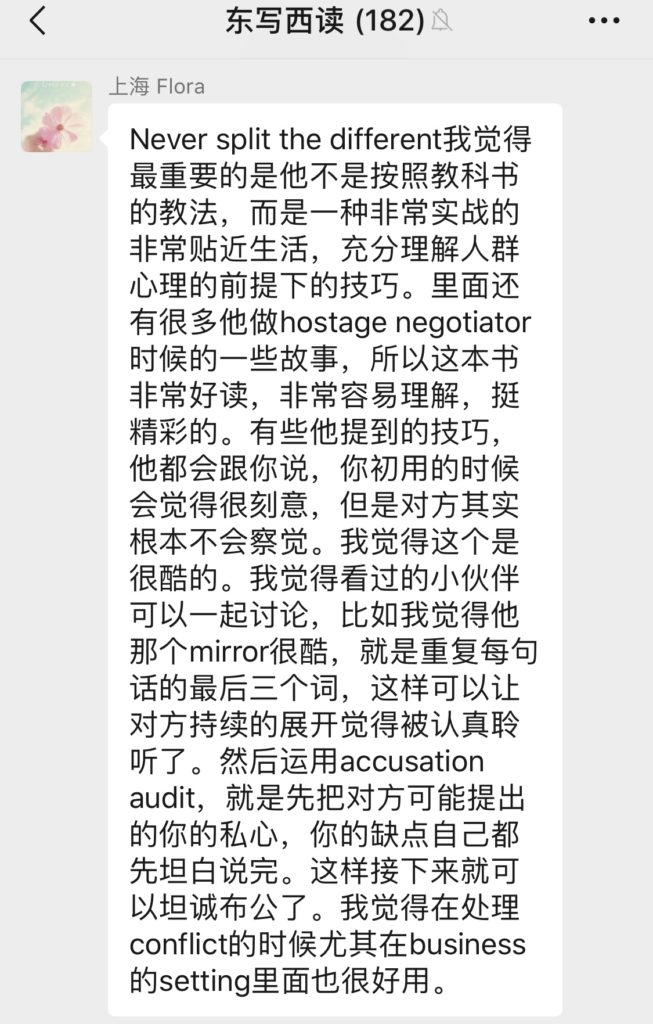 东写西读 (182)
上海 Flora
Never split the different我觉得
最重要的是他不是按照教科书
的教法，而是一种非常实战的
非常贴近生活，充分理解人群
心理的前提下的技巧。里面还
有很多他做hostage negotiator
时候的一些故事，所以这本书
非常好读，非常容易理解，挺
精彩的。有些他提到的技巧，
他都会跟你说，你初用的时候
会觉得很刻意，但是对方其实
根本不会察觉。我觉得这个是
很酷的。我觉得看过的小伙伴
可以一起讨论，比如我觉得他
那个mirror很酷，就是重复每句
话的最后三个词，这样可以让
对方持续的展开觉得被认真聆
听了。然后运用accusation
audit，就是先把对方可能提出
的你的私心，你的缺点自己都
先坦白说完。这样接下来就可
以坦诚布公了。我觉得在处理
conflict的时候尤其在business
的setting里面也很好用。